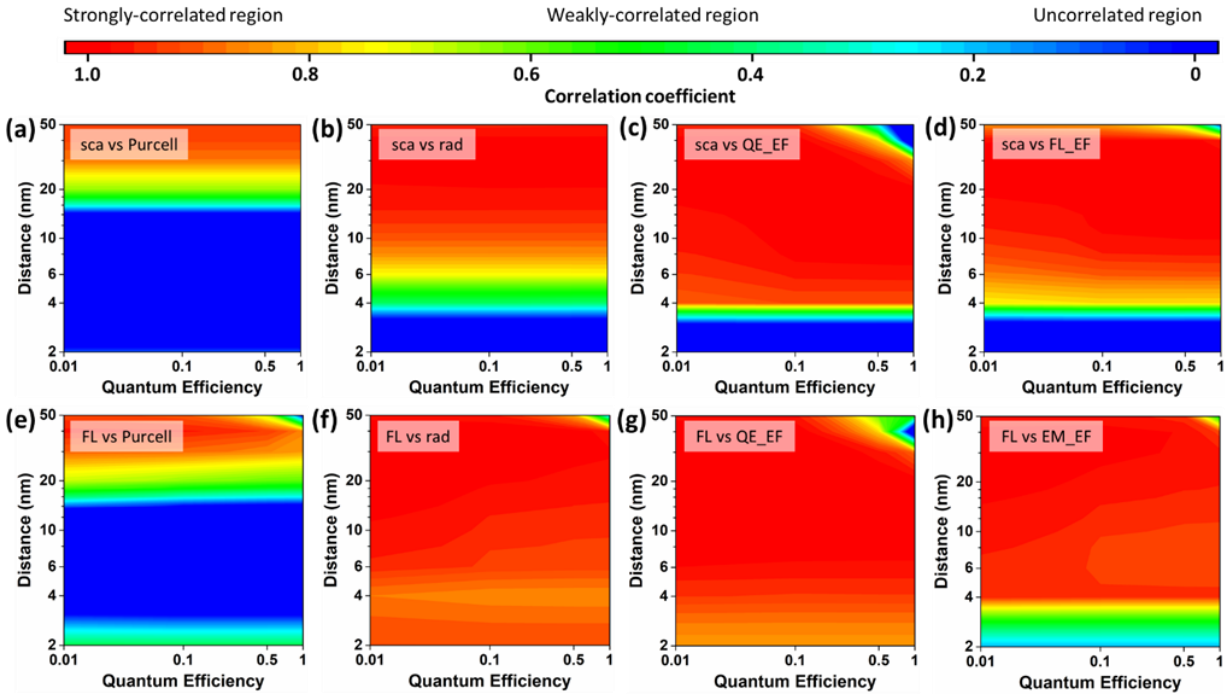 Strongly-correlated region Weakly-correlated region Uncorrelated region
1.0 0.8 0.6 0.4 0.2 0
Correlation coefficient
(a) sca vs Purcell
50
20
10
6
4
2
Distance (nm)
0.01 0.1 0.5 1
Quantum Efficiency
(b) sca vs rad
50
20
10
6
4
2
Distance (nm)
0.01 0.1 0.5 1
Quantum Efficiency
(c) sca vs QE_EF
50
20
10
6
4
2
Distance (nm)
0.01 0.1 0.5 1
Quantum Efficiency
(d) sca vs FL_EF
50
20
10
6
4
2
Distance (nm)
0.01 0.1 0.5 1
Quantum Efficiency
(e) FL vs Purcell
50
20
10
6
4
2
Distance (nm)
0.01 0.1 0.5 1
Quantum Efficiency
(f) FL vs rad
50
20
10
6
4
2
Distance (nm)
0.01 0.1 0.5 1
Quantum Efficiency
(g) FL vs QE_EF
50
20
10
6
4
2
Distance (nm)
0.01 0.1 0.5 1
Quantum Efficiency
(h) FL vs EM_EF
50
20
10
6
4
2
Distance (nm)
0.01 0.1 0.5 1
Quantum Efficiency